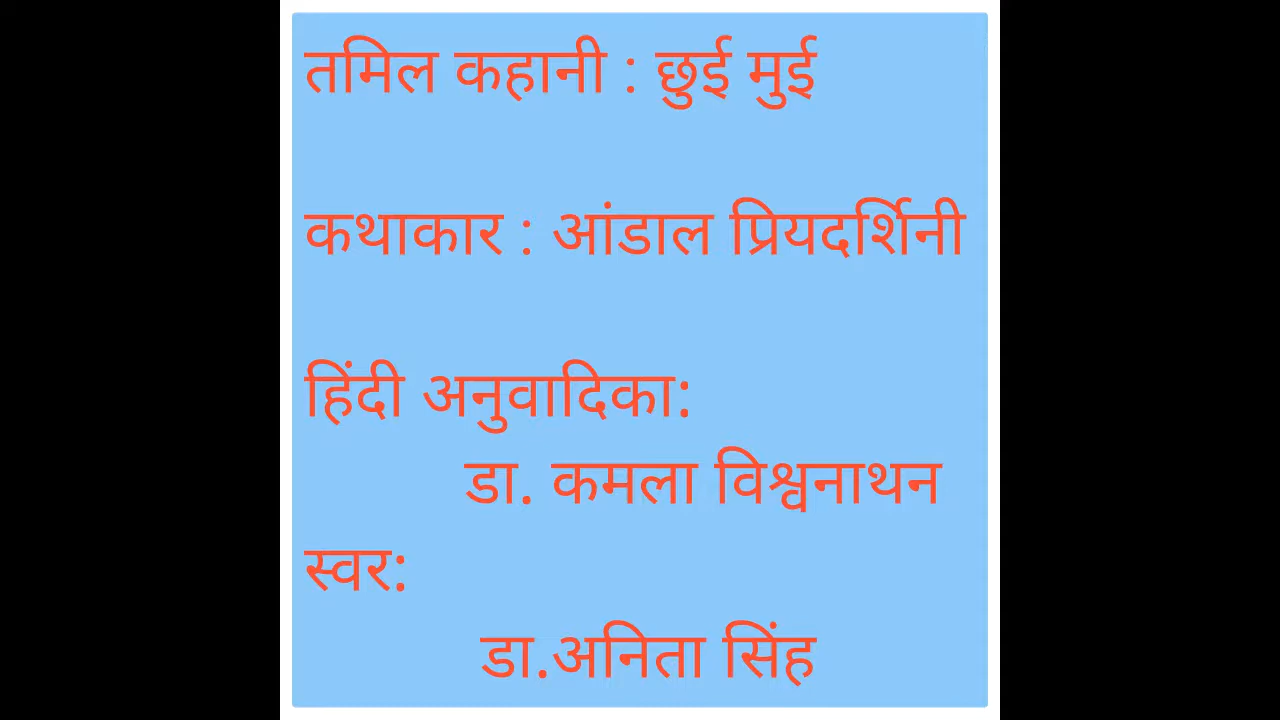 तमिल कहानी : छुई मुई
कथाकार : आंडाल प्रियदर्शिनी
हिंदी अनुवादिका:
डा. कमला विश्वनाथन
स्वर:
डा.अनिता सिंह